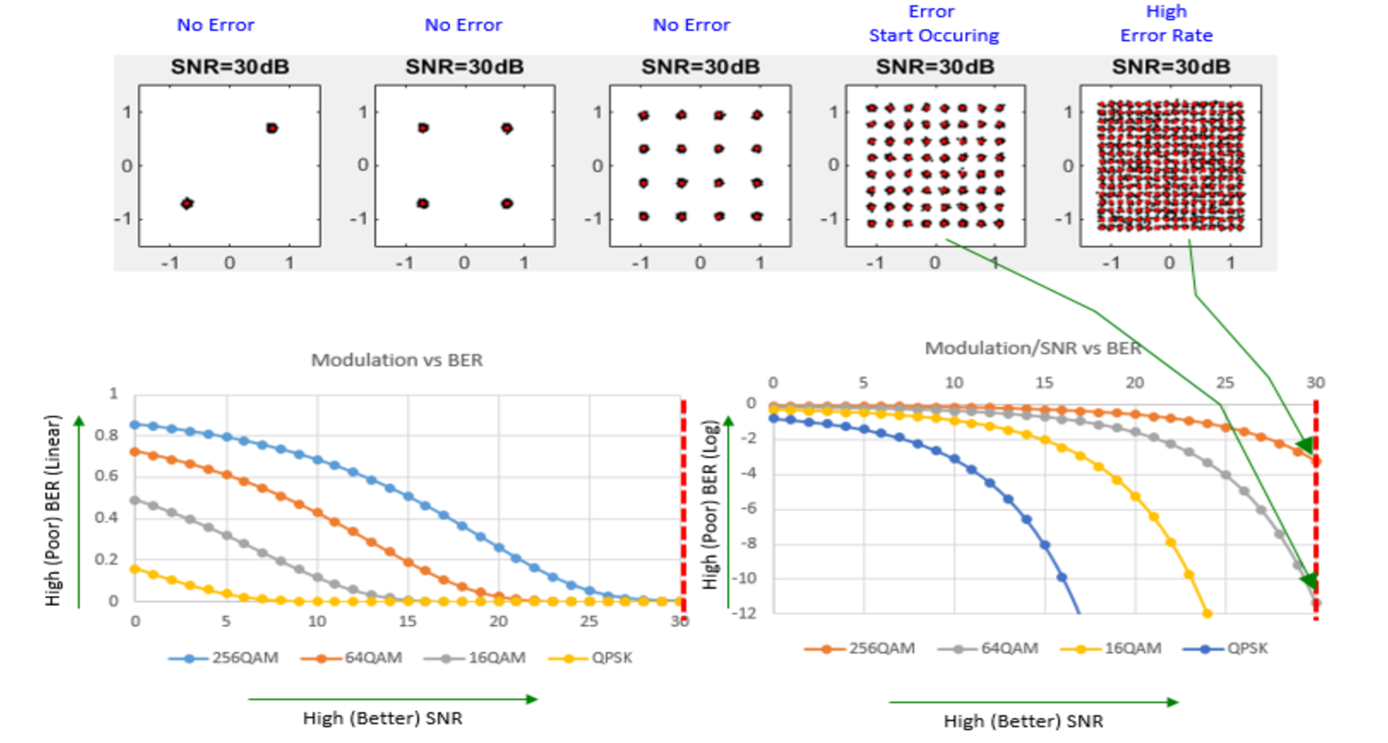 No Error
No Error
No Error
Error
Start Occuring
High
Error Rate
SNR=30dB
SNR=30dB
SNR=30dB
SNR=30dB
SNR=30dB
1
0
-1
-1 0 1
1
0
-1
-1 0 1
1
0
-1
-1 0 1
1
0
-1
-1 0 1
1
0
-1
-1 0 1
Modulation vs BER
High (Poor) BER (Linear)
1
0.8
0.6
0.4
0.2
0
0 5 10 15 20 25 30
256QAM 64QAM 16QAM QPSK
High (Better) SNR
Modulation/SNR vs BER
High (Poor) BER (Log)
0 5 10 15 20 25 30
0
-2
-4
-6
-8
-10
-12
256QAM 64QAM 16QAM QPSK
High (Better) SNR